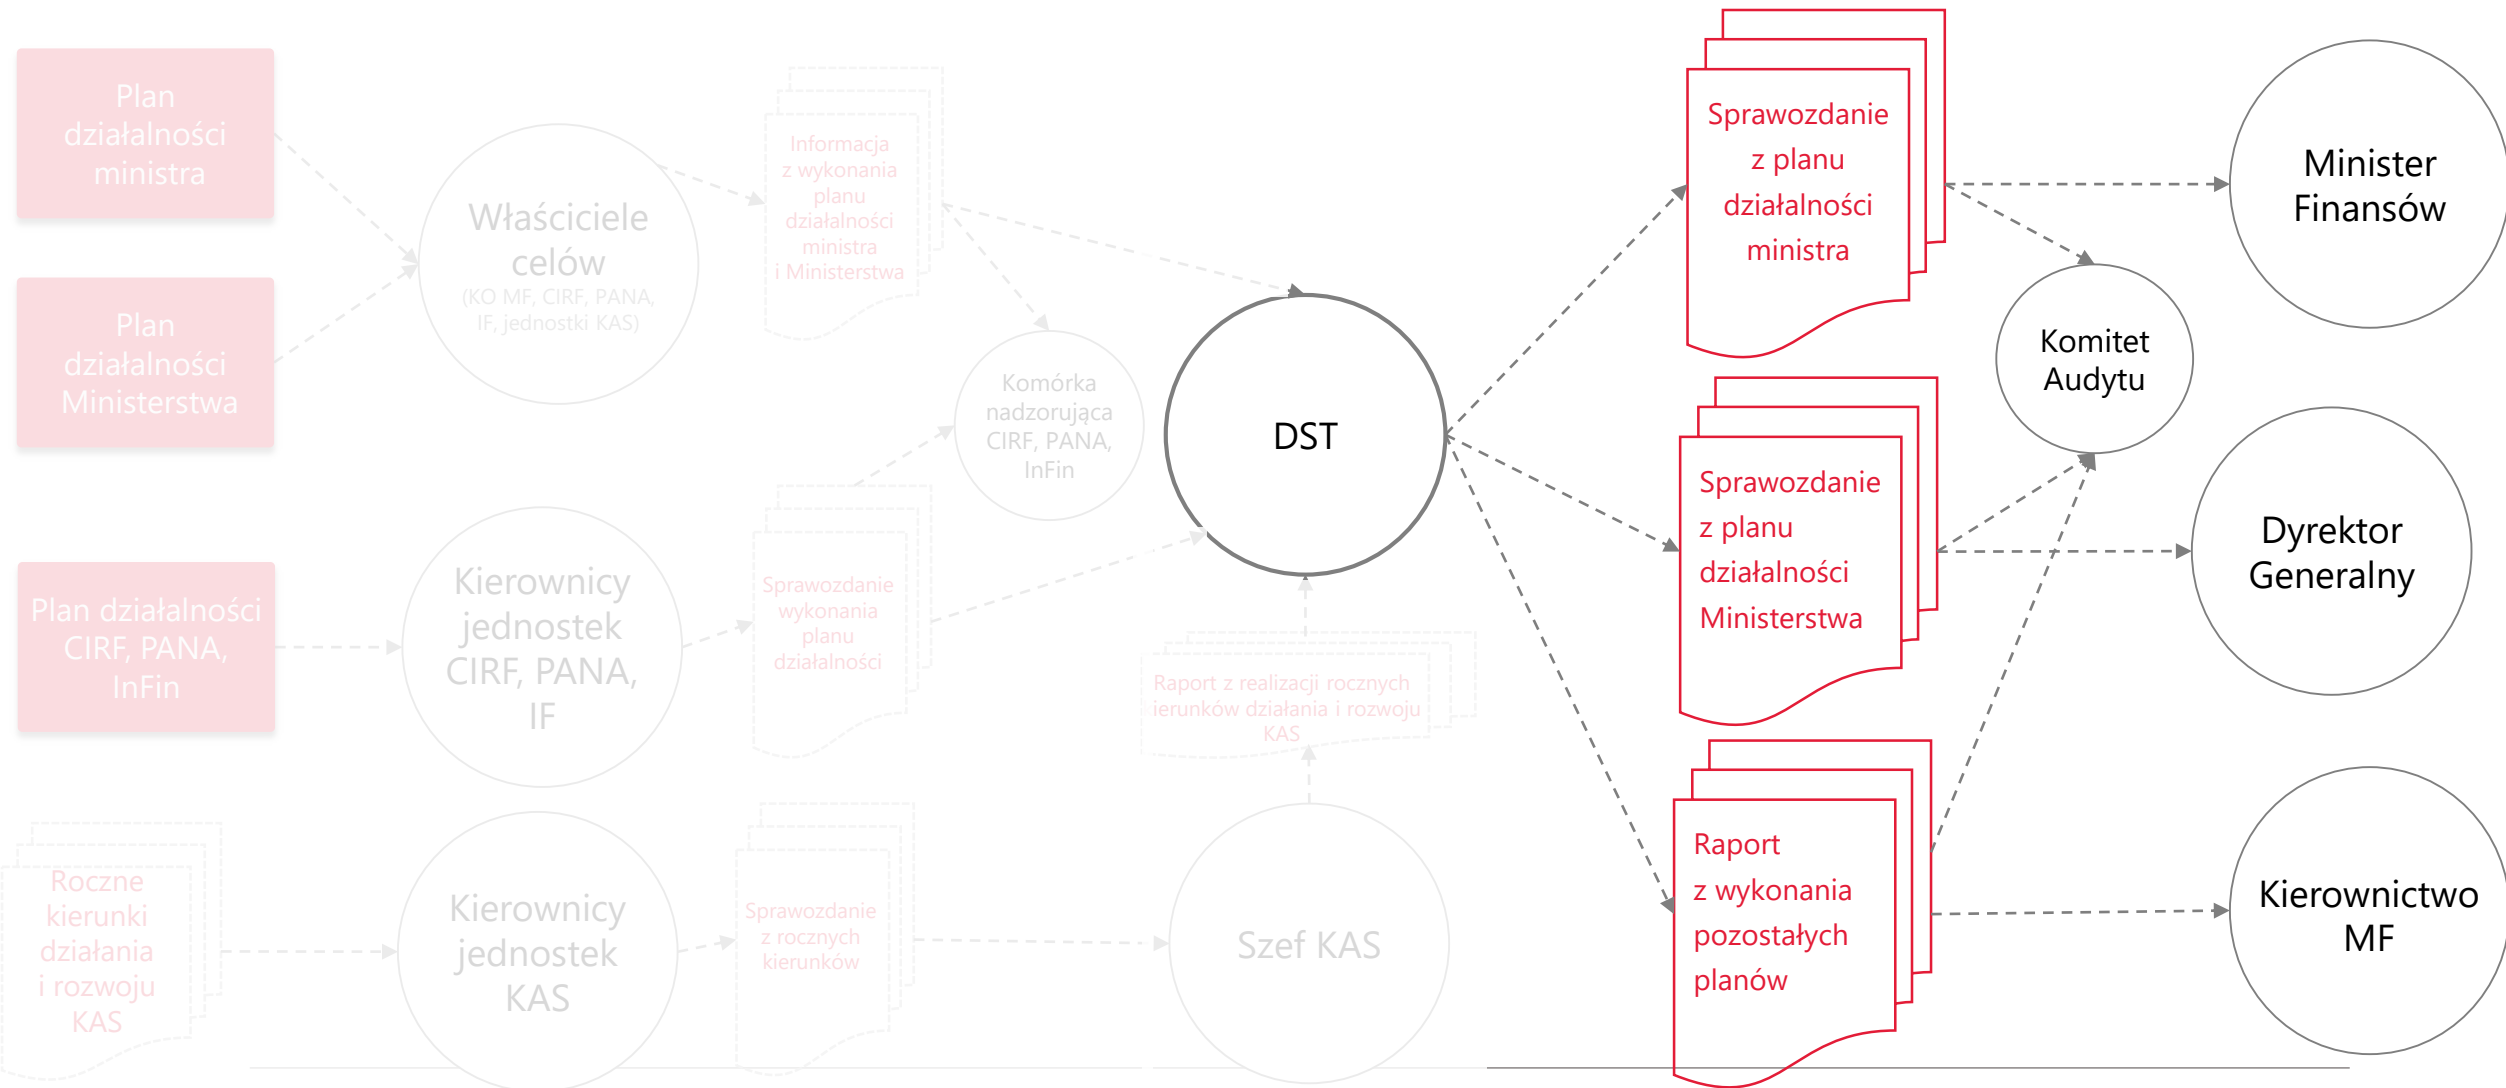 Plan
działalności
ministra
Plan
działalności
Ministerstwa
Plan działalności
CIRF, PANA,
InFin
Roczne
kierunki
działania
i rozwoju
KAS
Właściciele
celów
(KO MF, CIRF, PANA,
IF, jednostki KAS)
Kierownicy
jednostek
CIRF, PANA,
IF
Kierownicy
jednostek
KAS
Informacja
z wykonania
planu
działalności
ministra
i Ministerstwa
Sprawozdanie
wykonania
planu
działalności
Sprawozdanie
z rocznych
kierunków
Komórka
nadzorująca
CIRF, PANA,
InFin
DST
Raport z realizacji rocznych
ierunków działania i rozwoju
KAS
Szef KAS
Sprawozdanie
z planu
działalności
ministra
Sprawozdanie
z planu
działalności
Ministerstwa
Raport
z wykonania
pozostałych
planów
Komitet
Audytu
Minister
Finansów
Dyrektor
Generalny
Kierownictwo
MF